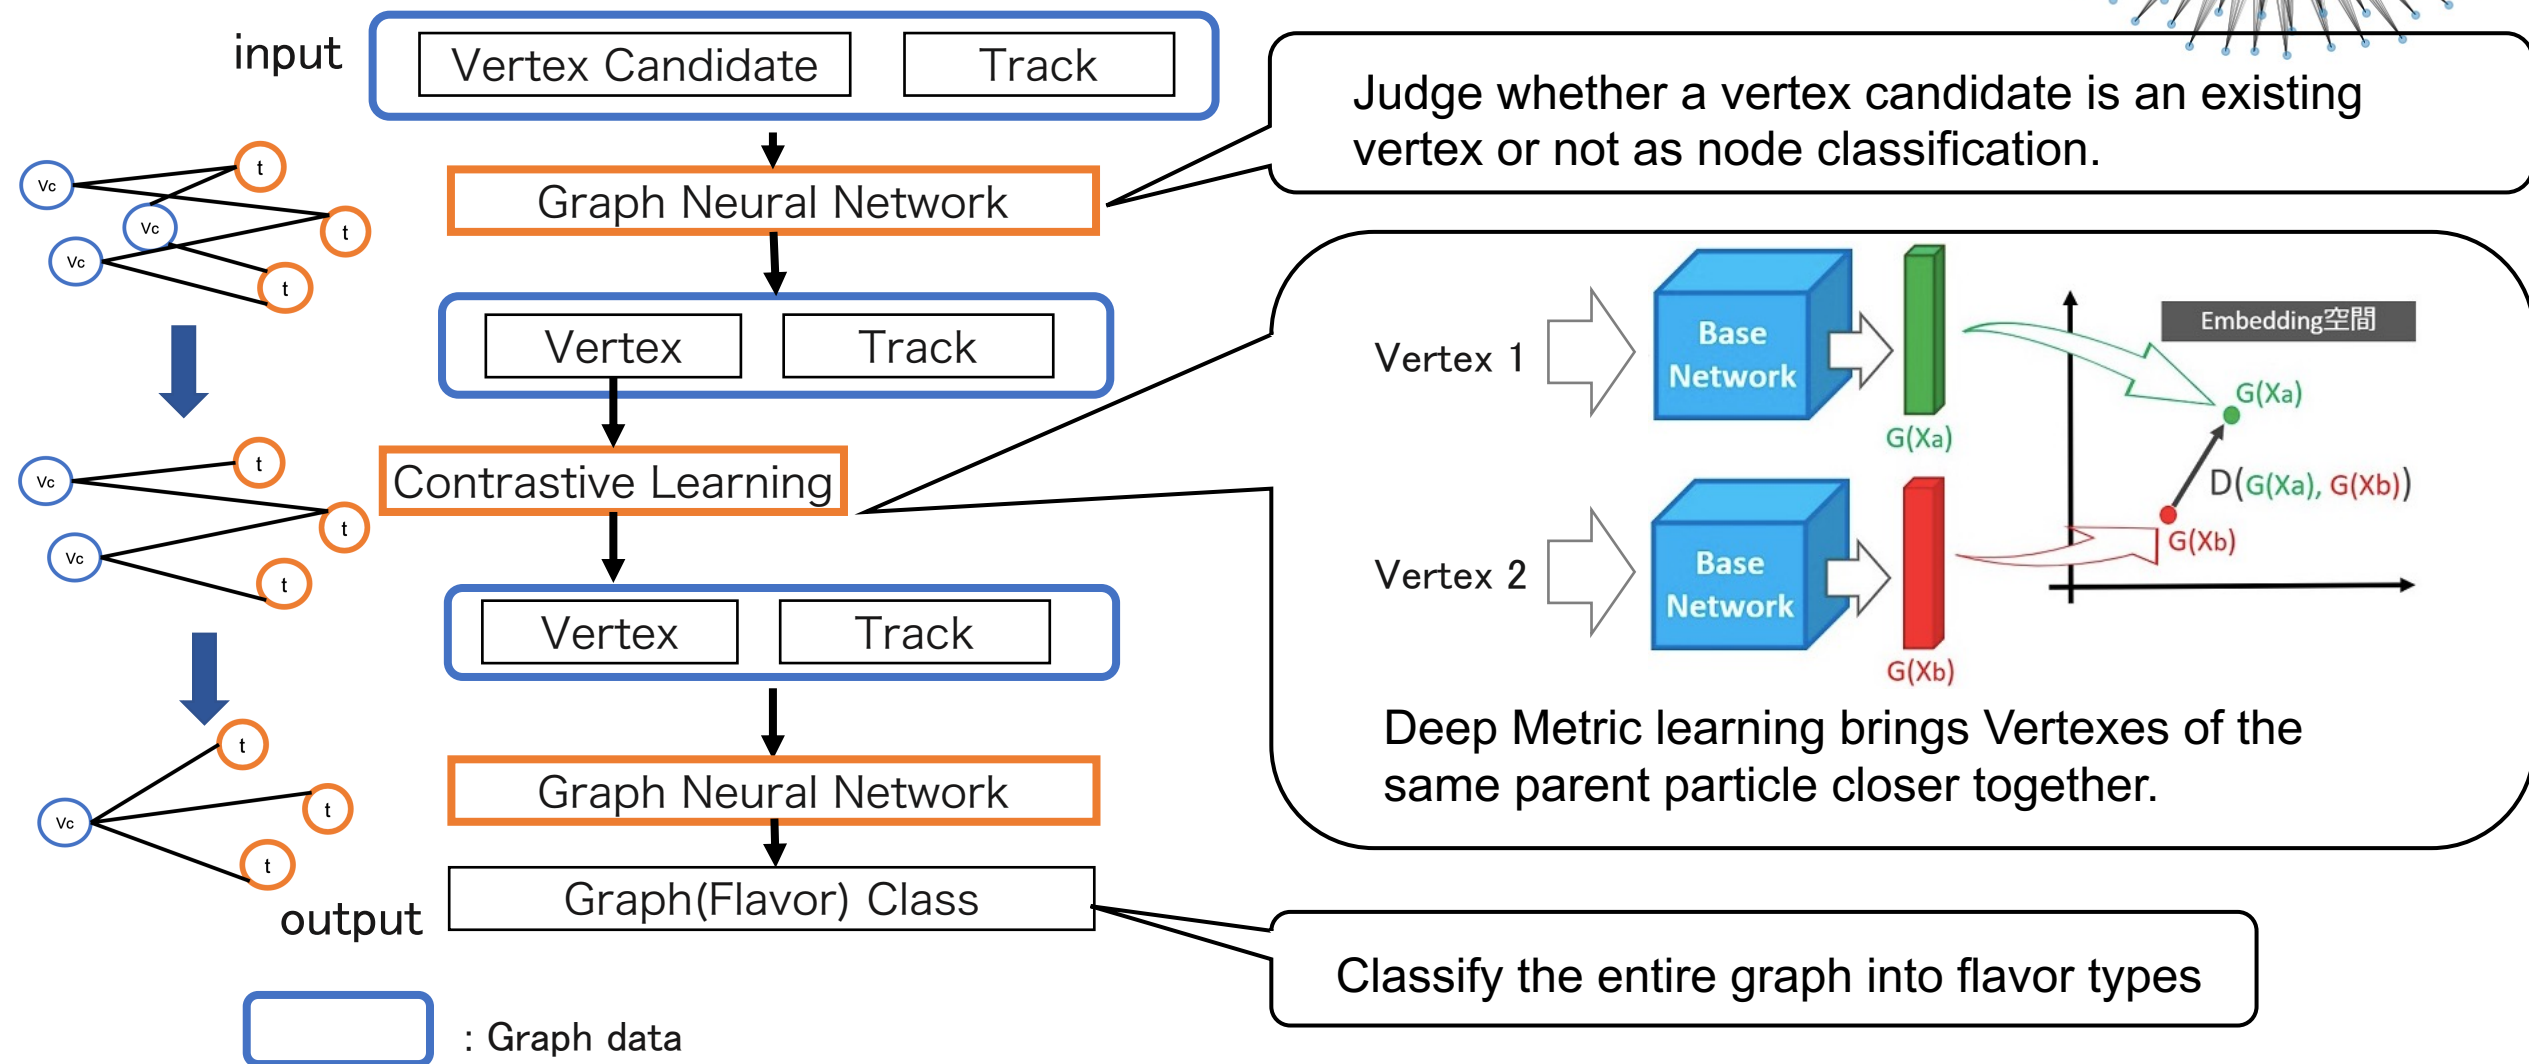 input
Vertex Candidate
Track
Judge whether a vertex candidate is an existing
vertex or not as node classification.
Vc
t
Vc
t
Vc
t
Graph Neural Network
Vertex
Track
Vertex 1
Base
Network
G(Xa)
Embedding空間
G(Xa)
D(G(Xa), G(Xb))
G(Xb)
Vc
t
t
Vc
t
Contrastive Learning
Vertex 2
Base
Network
G(Xb)
Vertex
Track
Deep Metric learning brings Vertexes of the
same parent particle closer together.
t
Vc
t
t
Graph Neural Network
Graph(Flavor) Class
output
Classify the entire graph into flavor types
: Graph data